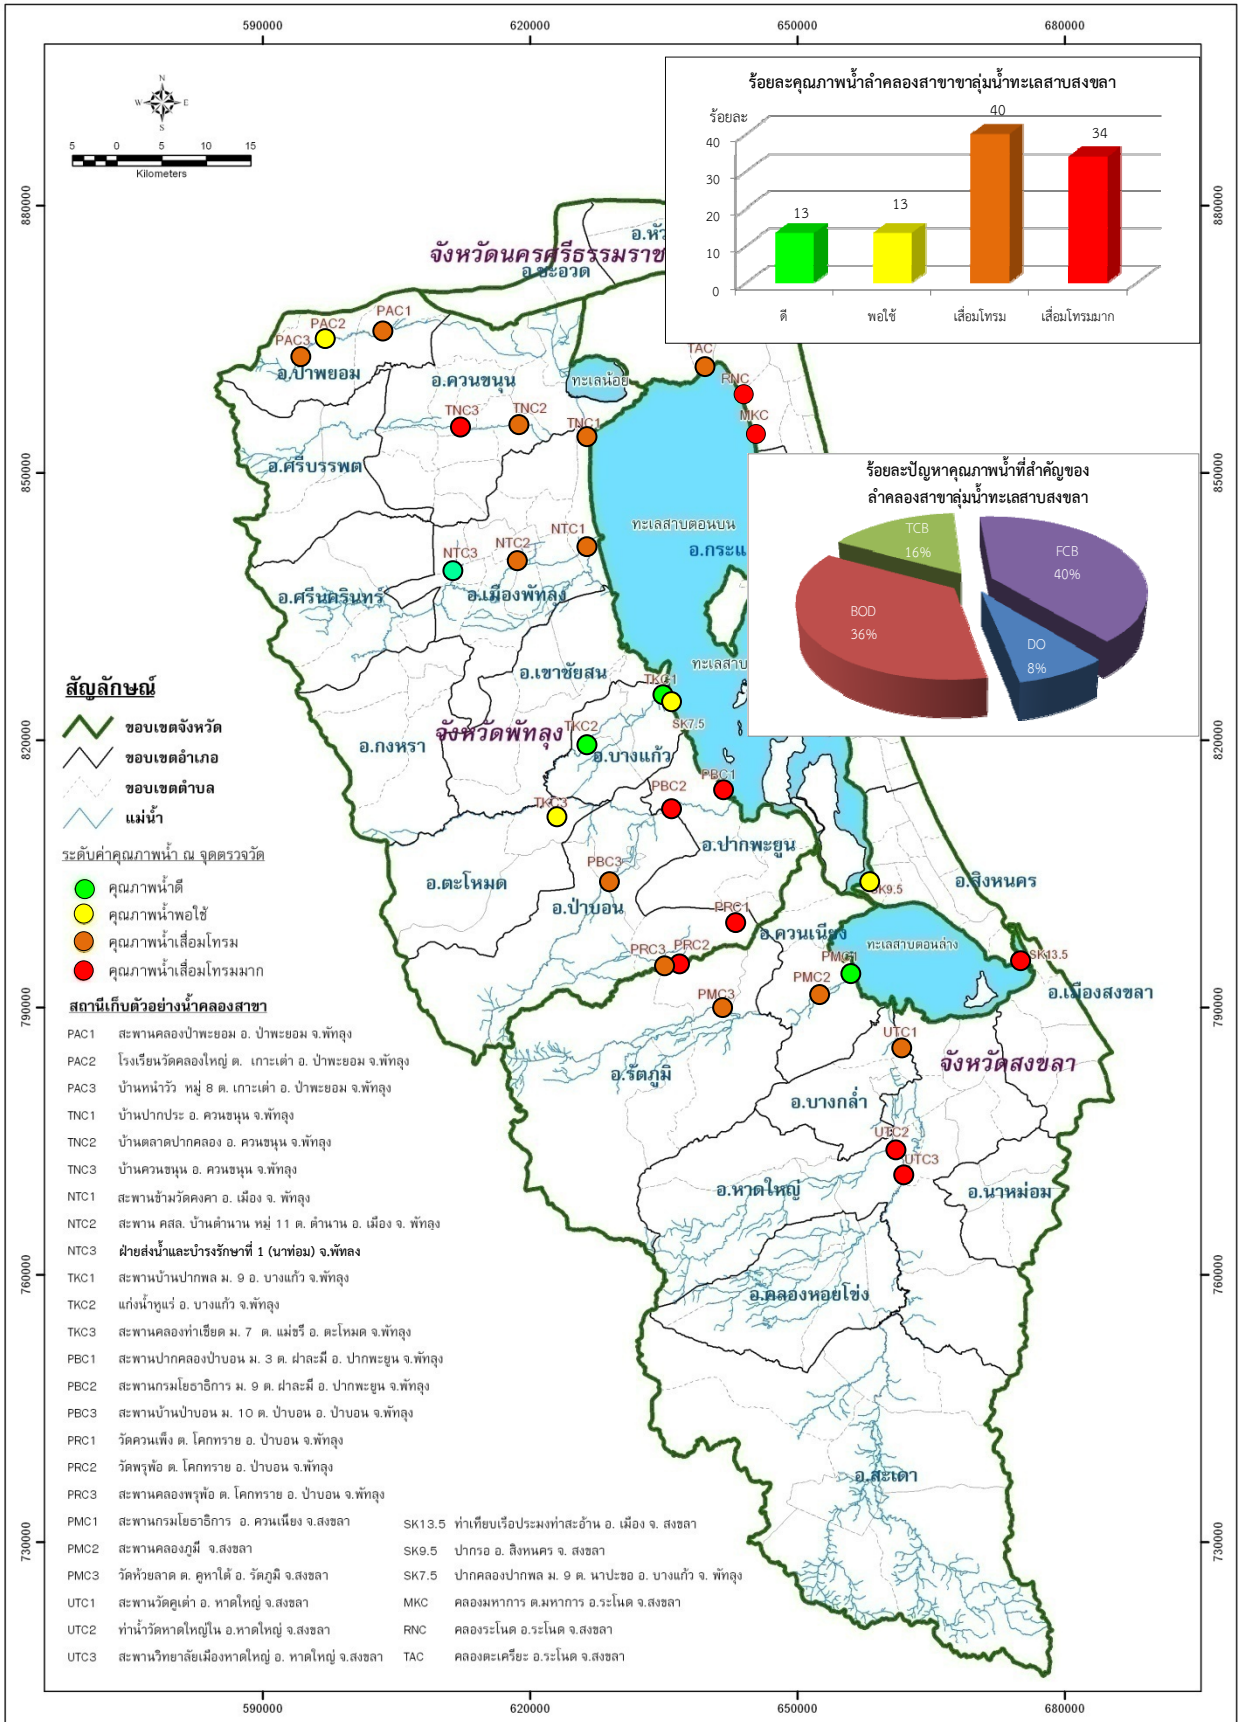 590000
620000
650000
680000
N
W
E
S
5 0 5 10 15
Kilometers
ร้อยละคุณภาพน้ำลำคลองสาขาขาลุ่มน้ำทะเลสาบสงขลา
ร้อยละ
40
30
20
10
0
13
13
40
34
ดี
พอใช้
เสื่อมโทรม
เสื่อมโทรมมาก
880000
880000
จังหวัดนครศรีธรรมราช
อ.หัว
อ.ชะอวด
PAC1
PAC2
PAC3
อ.ป่าพยอม
อ.ควนขนุน
ทะเลน้อย
TAC
RNC
MKC
TNC3
TNC2
TNC1
อ.ศรีบรรพต
850000
850000
ร้อยละปัญหาคุณภาพน้ำที่สำคัญของ
ลำคลองสาขาลุ่มน้ำทะเลสาบสงขลา
TCB
16%
FCB
40%
BOD
36%
DO
8%
ทะเลสาบตอนบน
อ.กระแ
NTC1
NTC2
NTC3
อ.ศรีนครินทร์
อ.เมืองพัทลุง
ทะเลสาบ
อ.เขาชัยสน
TKC1
SK7.5
TKC2
จังหวัดพัทลุง
อ.กงหรา
อ.บางแก้ว
820000
820000
PBC1
PBC2
TKC3
อ.ปากพะยูน
PBC3
อ.ตะโหมด
อ.ป่าบอน
SK9.5
อ.สิงหนคร
PRC1
อ.ควนเนียง
ทะเลสาบตอนล่าง
PRC3
PRC2
PMC1
SK13.5
PMC2
อ.เมืองสงขลา
PMC3
790000
790000
UTC1
จังหวัดสงขลา
อ.รัตภูมิ
อ.บางกล่ำ
UTC2
UTC3
อ.หาดใหญ่
อ.นาหม่อม
760000
760000
อ.คลองหอยโข่ง
อ.สะเดา
730000
730000
สัญลักษณ์
ขอบเขตจังหวัด
ขอบเขตอำเภอ
ขอบเขตตำบล
แม่น้ำ
ระดับค่าคุณภาพน้ำ ณ จุดตรวจวัด
คุณภาพน้ำดี
คุณภาพน้ำพอใช้
คุณภาพน้ำเสื่อมโทรม
คุณภาพน้ำเสื่อมโทรมมาก
สถานีเก็บตัวอย่างน้ำคลองสาขา
PAC1 สะพานคลองป่าพะยอม อ. ป่าพะยอม จ.พัทลุง
PAC2 โรงเรียนวัดคลองใหญ่ ต. เกาะเต่า อ. ป่าพะยอม จ.พัทลุง
PAC3 บ้านหนำวัว หมู่ 8 ต. เกาะเต่า อ. ป่าพะยอม จ.พัทลุง
TNC1 บ้านปากประ อ. ควนขนุน จ.พัทลุง
TNC2 บ้านตลาดปากคลอง อ. ควนขนุน จ.พัทลุง
TNC3 บ้านควนขนุน อ. ควนขนุน จ.พัทลุง
NTC1 สะพานข้ามวัดคงคา อ. เมือง จ. พัทลุง
NTC2 สะพาน คสล. บ้านตำนาน หมู่ 11 ต. ตำนาน อ. เมือง จ. พัทลุง
NTC3 ฝ่ายส่งน้ำและบำรุงรักษาที่ 1 (นาท่อม) จ.พัทลง
TKC1 สะพานบ้านปากพล ม. 9 อ. บางแก้ว จ.พัทลุง
TKC2 แก่งน้ำหูแร่ อ. บางแก้ว จ.พัทลุง
TKC3 สะพานคลองท่าเชียด ม. 7 ต. แม่ขรี อ. ตะโหมด จ.พัทลุง
PBC1 สะพานปากคลองป่าบอน ม. 3 ต. ฝาละมี อ. ปากพะยูน จ.พัทลุง
PBC2 สะพานกรมโยธาธิการ ม. 9 ต. ฝาละมี อ. ปากพะยูน จ.พัทลุง
PBC3 สะพานบ้านป่าบอน ม. 10 ต. ป่าบอน อ. ป่าบอน จ.พัทลุง
PRC1 วัดควนเพ็ง ต. โคกทราย อ. ป่าบอน จ.พัทลุง
PRC2 วัดพรุพ้อ ต. โคกทราย อ. ป่าบอน จ.พัทลุง
PRC3 สะพานคลองพรุพ้อ ต. โคกทราย อ. ป่าบอน จ.พัทลุง
PMC1 สะพานกรมโยธาธิการ อ. ควนเนียง จ.สงขลา
PMC2 สะพานคลองภูมี จ.สงขลา
PMC3 วัดห้วยลาด ต. คูหาใต้ อ. รัตภูมิ จ.สงขลา
UTC1 สะพานวัดคูเต่า อ. หาดใหญ่ จ.สงขลา
UTC2 ท่าน้ำวัดหาดใหญ่ใน อ.หาดใหญ่ จ.สงขลา
UTC3 สะพานวิทยาลัยเมืองหาดใหญ่ อ. หาดใหญ่ จ.สงขลา
SK13.5 ท่าเทียบเรือประมงท่าสะอ้าน อ. เมือง จ. สงขลา
SK9.5 ปากรอ อ. สิงหนคร จ. สงขลา
SK7.5 ปากคลองปากพล ม. 9 ต. นาปะขอ อ. บางแก้ว จ. พัทลุง
MKC คลองมหาการ ต.มหาการ อ.ระโนด จ.สงขลา
RNC คลองระโนด อ.ระโนด จ.สงขลา
TAC คลองตะเครียะ อ.ระโนด จ.สงขลา
590000
620000
650000
680000